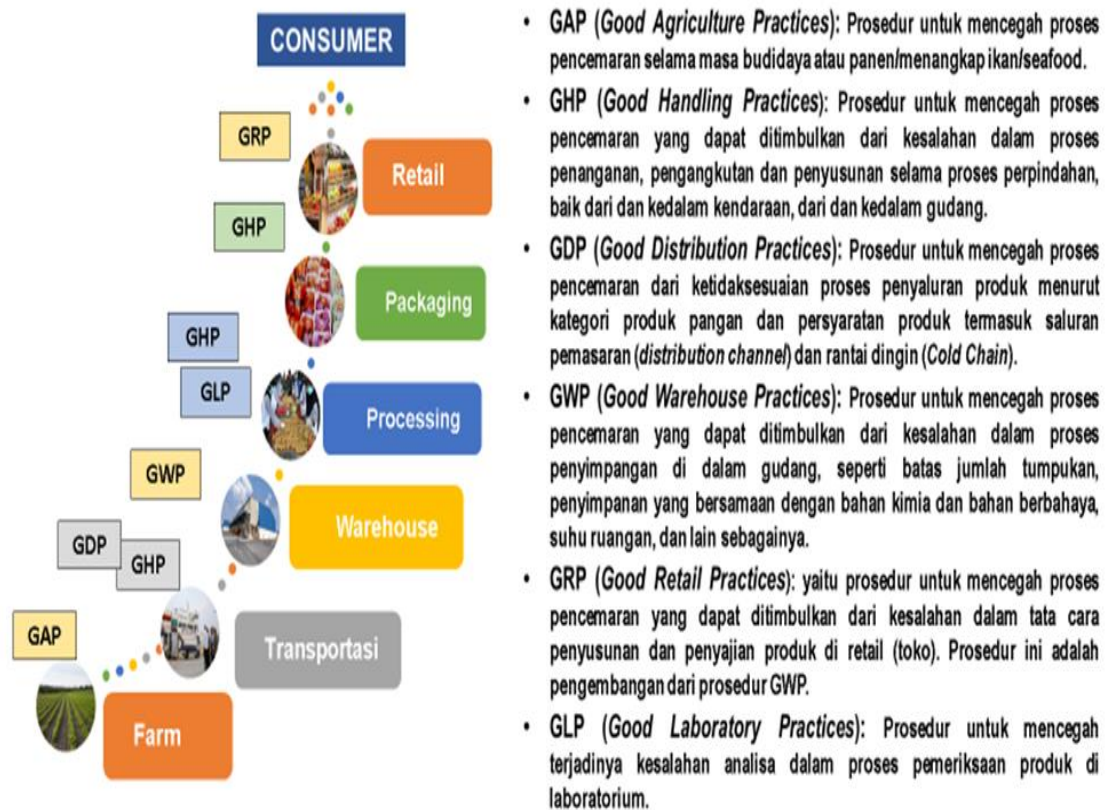 CONSUMER
GRP
Retail
GHP
Packaging
GHP
GLP
Processing
GWP
Warehouse
GDP
GHP
Transportasi
GAP
Farm
• GAP (Good Agriculture Practices): Prosedur untuk mencegah proses
pencemaran selama masa budidaya atau panen/menangkap ikan/seafood.
• GHP (Good Handling Practices): Prosedur untuk mencegah proses
pencemaran yang dapat ditimbulkan dari kesalahan dalam proses
penanganan, pengangkutan dan penyusunan selama proses perpindahan,
baik dari dan kedalam kendaraan, dari dan kedalam gudang.
• GDP (Good Distribution Practices): Prosedur untuk mencegah proses
pencemaran dari ketidaksesuaian proses penyaluran produk menurut
kategori produk pangan dan persyaratan produk termasuk saluran
pemasaran (distribution channel) dan rantai dingin (Cold Chain).
• GWP (Good Warehouse Practices): Prosedur untuk mencegah proses
pencemaran yang dapat ditimbulkan dari kesalahan dalam proses
penyimpangan di dalam gudang, seperti batas jumlah tumpukan,
penyimpanan yang bersamaan dengan bahan kimia dan bahan berbahaya,
suhu ruangan, dan lain sebagainya.
• GRP (Good Retail Practices): yaitu prosedur untuk mencegah proses
pencemaran yang dapat ditimbulkan dari kesalahan dalam tata cara
penyusunan dan penyajian produk di retail (toko). Prosedur ini adalah
pengembangan dari prosedur GWP.
• GLP (Good Laboratory Practices): Prosedur untuk mencegah
terjadinya kesalahan analisa dalam proses pemeriksaan produk di
laboratorium.